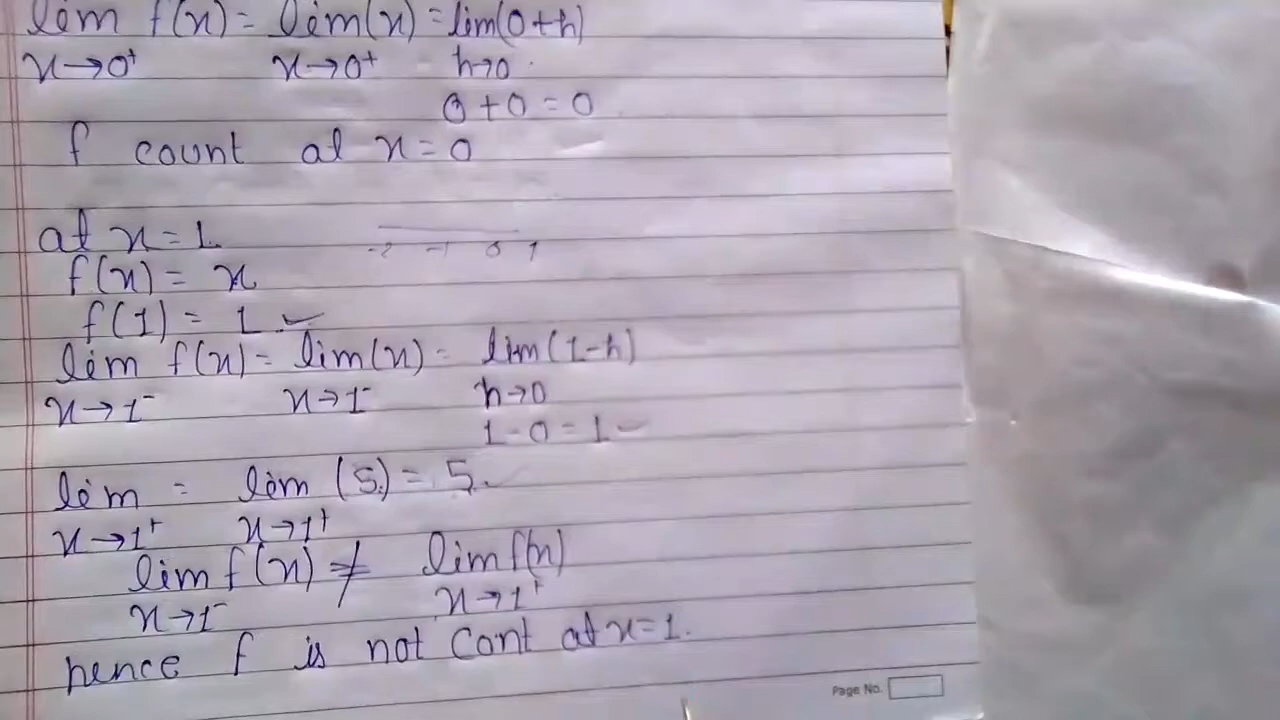 lim f(x) = lim(x) = lim(0+h)
x→0⁺ x→0⁺ h→0
0+0=0
f count at x=0
at x=1.
-2 -1 0 1
f(x) = x
f(1) = 1 ✓
lim f(x) = lim(x) = lim(1-h)
x→1⁻ x→1⁻ h→0
1-0=1
lim = lim (5) = 5.
x→1⁺ x→1⁺
lim f(x) ≠ lim f(x)
x→1⁻ x→1⁺
hence f is not cont at x=1.
Page No.